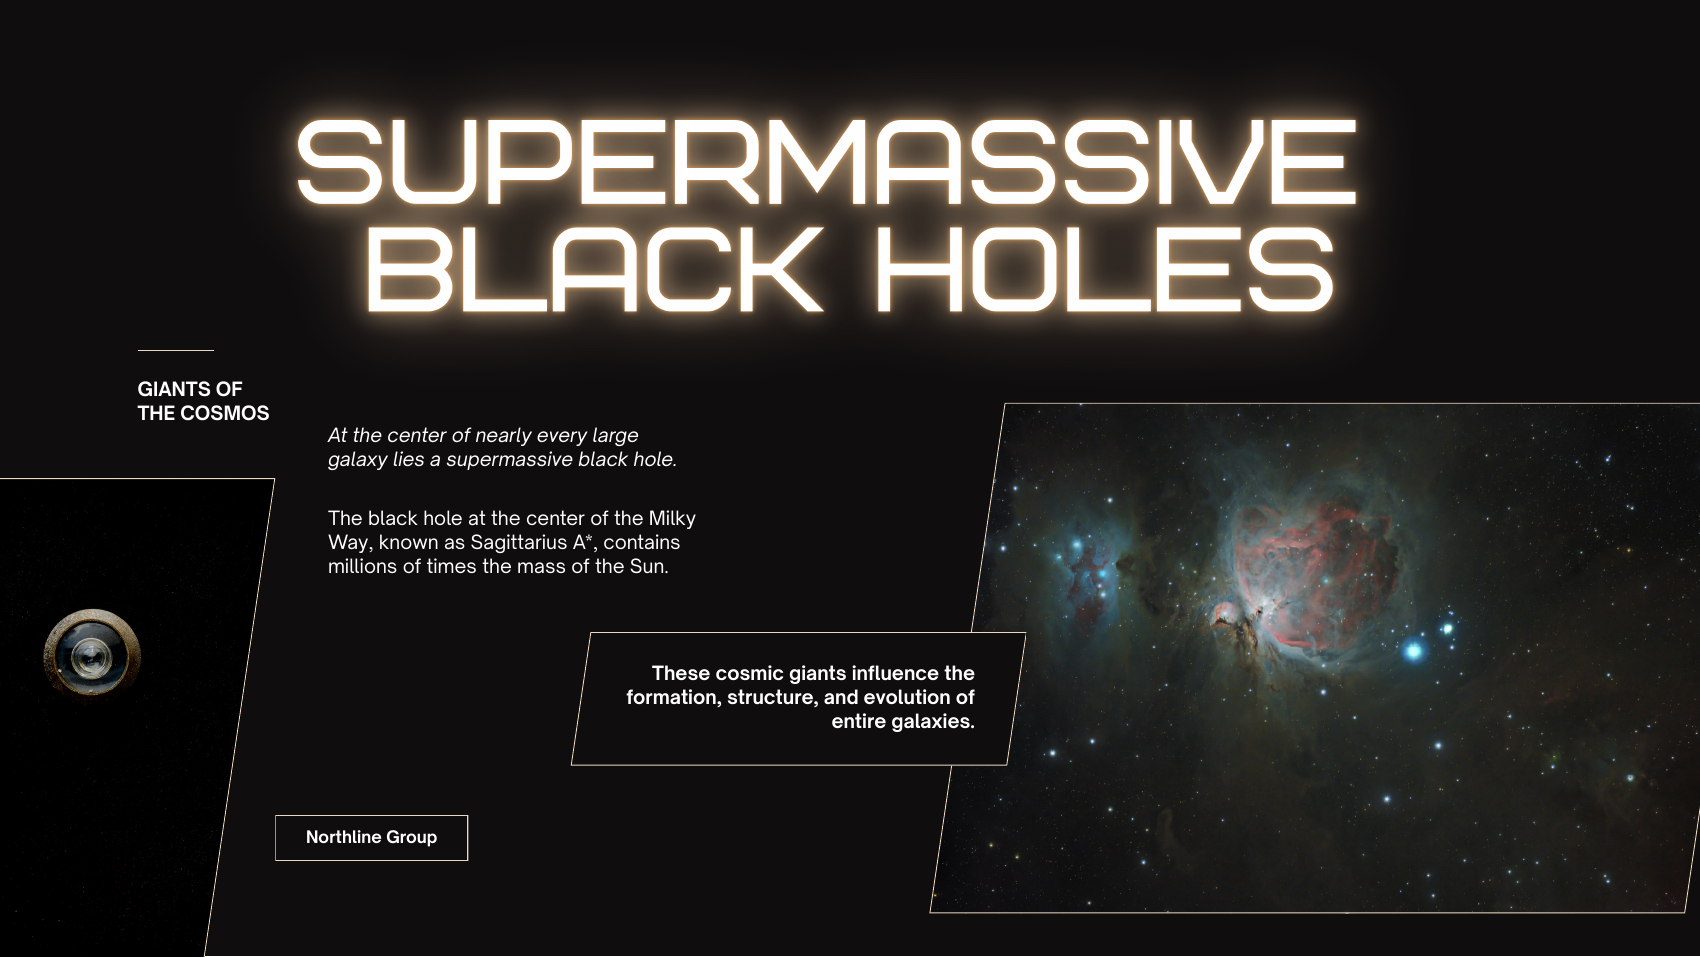 SUPERMASSIVE
BLACK HOLES
GIANTS OF
THE COSMOS
At the center of nearly every large
galaxy lies a supermassive black hole.
The black hole at the center of the Milky
Way, known as Sagittarius A*, contains
millions of times the mass of the Sun.
These cosmic giants influence the
formation, structure, and evolution of
entire galaxies.
Northline Group